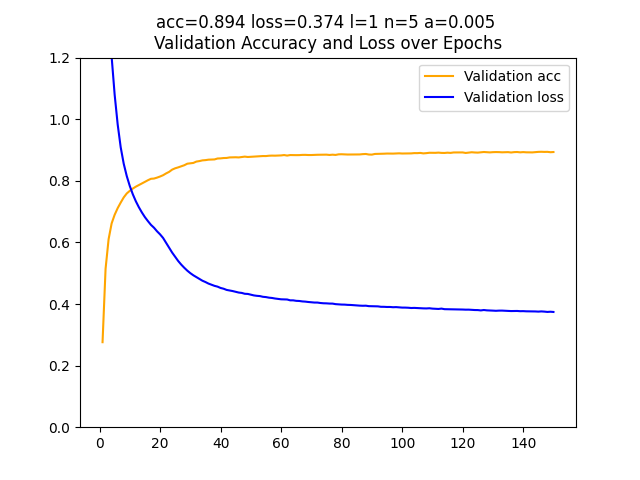 acc=0.894 loss=0.374 l=1 n=5 a=0.005
Validation Accuracy and Loss over Epochs
Validation acc
Validation loss
1.2
1.0
0.8
0.6
0.4
0.2
0.0
0 20 40 60 80 100 120 140